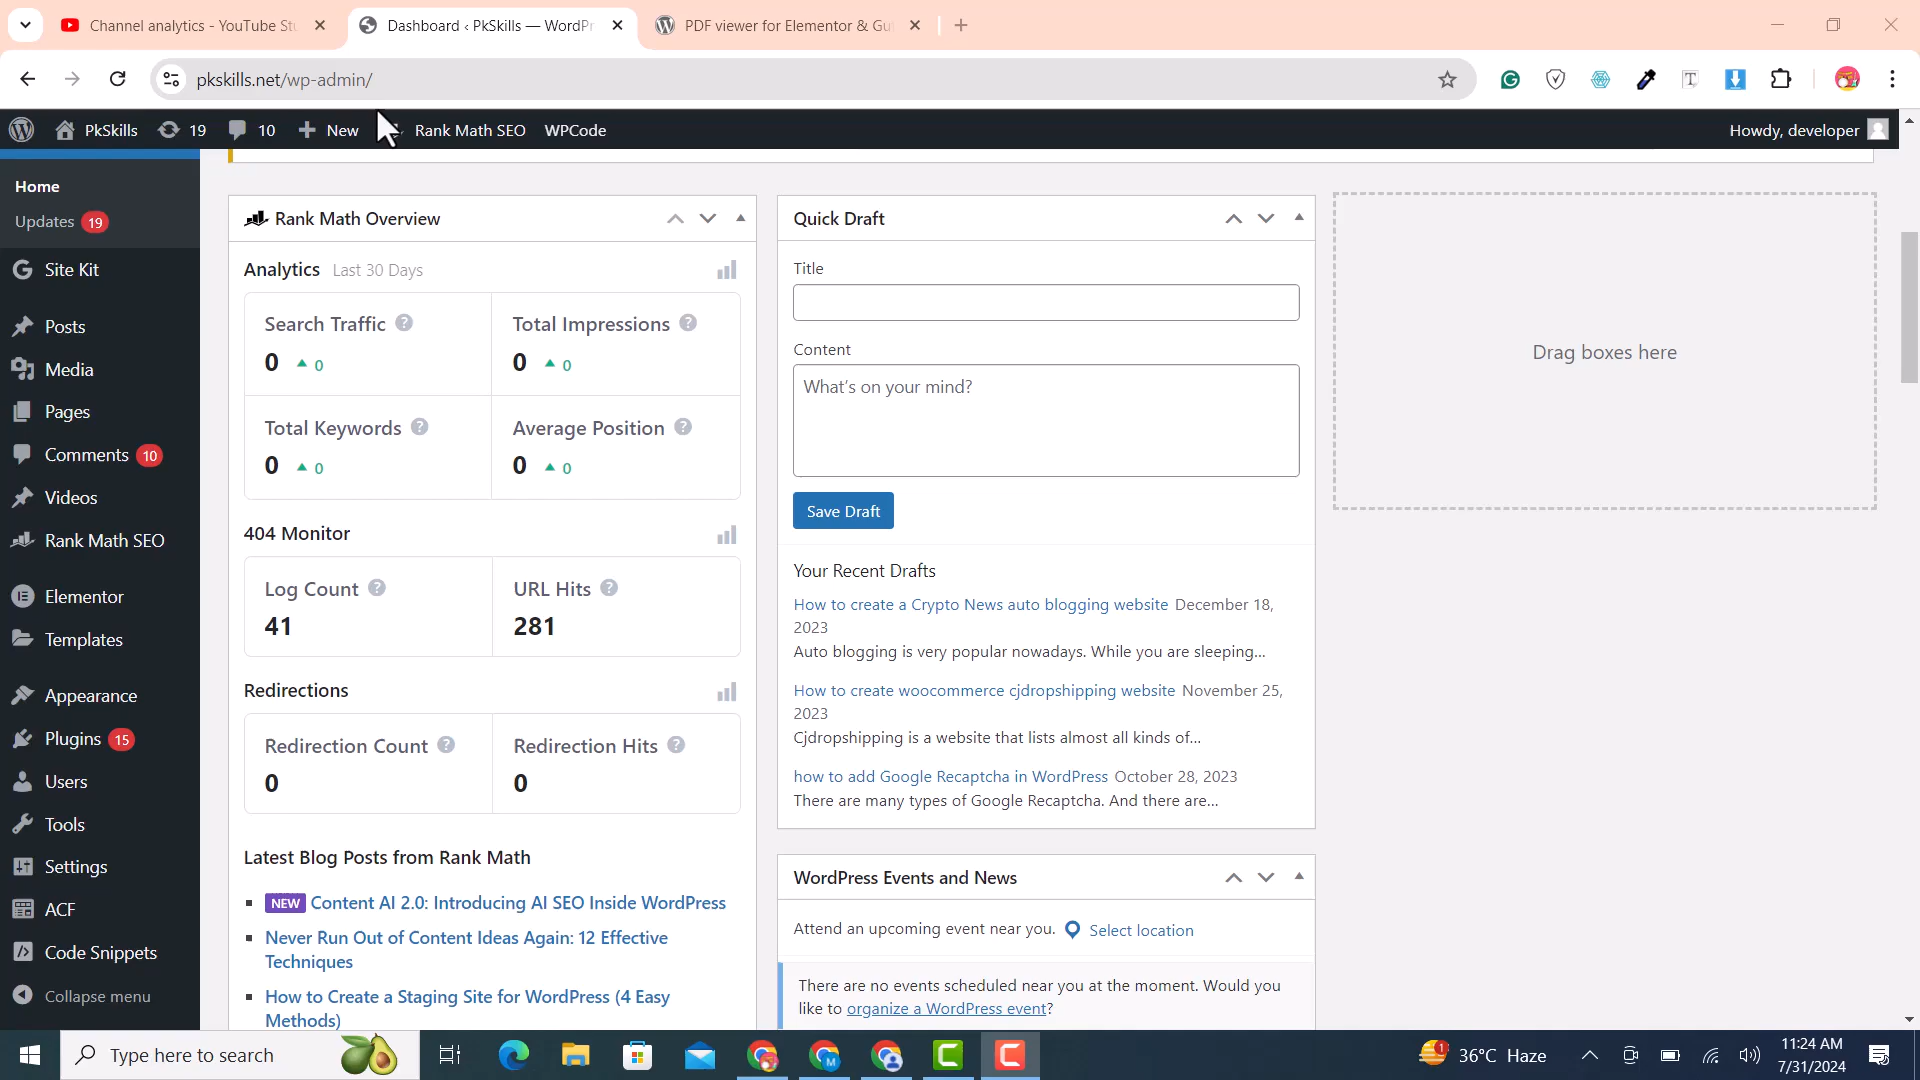 Channel analytics - YouTube Stu
Dashboard ‹ PkSkills — WordPr
PDF viewer for Elementor & Gut
pkskills.net/wp-admin/
PkSkills
19
10
New
Rank Math SEO
WPCode
Howdy, developer
Home
Updates 19
Site Kit
Posts
Media
Pages
Comments 10
Videos
Rank Math SEO
Elementor
Templates
Appearance
Plugins 15
Users
Tools
Settings
ACF
Code Snippets
Collapse menu
Rank Math Overview
Analytics Last 30 Days
Search Traffic
0 0
Total Impressions
0 0
Total Keywords
0 0
Average Position
0 0
404 Monitor
Log Count
41
URL Hits
281
Redirections
Redirection Count
0
Redirection Hits
0
Latest Blog Posts from Rank Math
NEW Content AI 2.0: Introducing AI SEO Inside WordPress
Never Run Out of Content Ideas Again: 12 Effective
Techniques
How to Create a Staging Site for WordPress (4 Easy
Methods)
Quick Draft
Title
Content
What's on your mind?
Save Draft
Your Recent Drafts
How to create a Crypto News auto blogging website December 18,
2023
Auto blogging is very popular nowadays. While you are sleeping…
How to create woocommerce cjdropshipping website November 25,
2023
Cjdropshipping is a website that lists almost all kinds of…
how to add Google Recaptcha in WordPress October 28, 2023
There are many types of Google Recaptcha. And there are…
WordPress Events and News
Attend an upcoming event near you. Select location
There are no events scheduled near you at the moment. Would you
like to organize a WordPress event?
Drag boxes here
Type here to search
36°C Haze
11:24 AM
7/31/2024